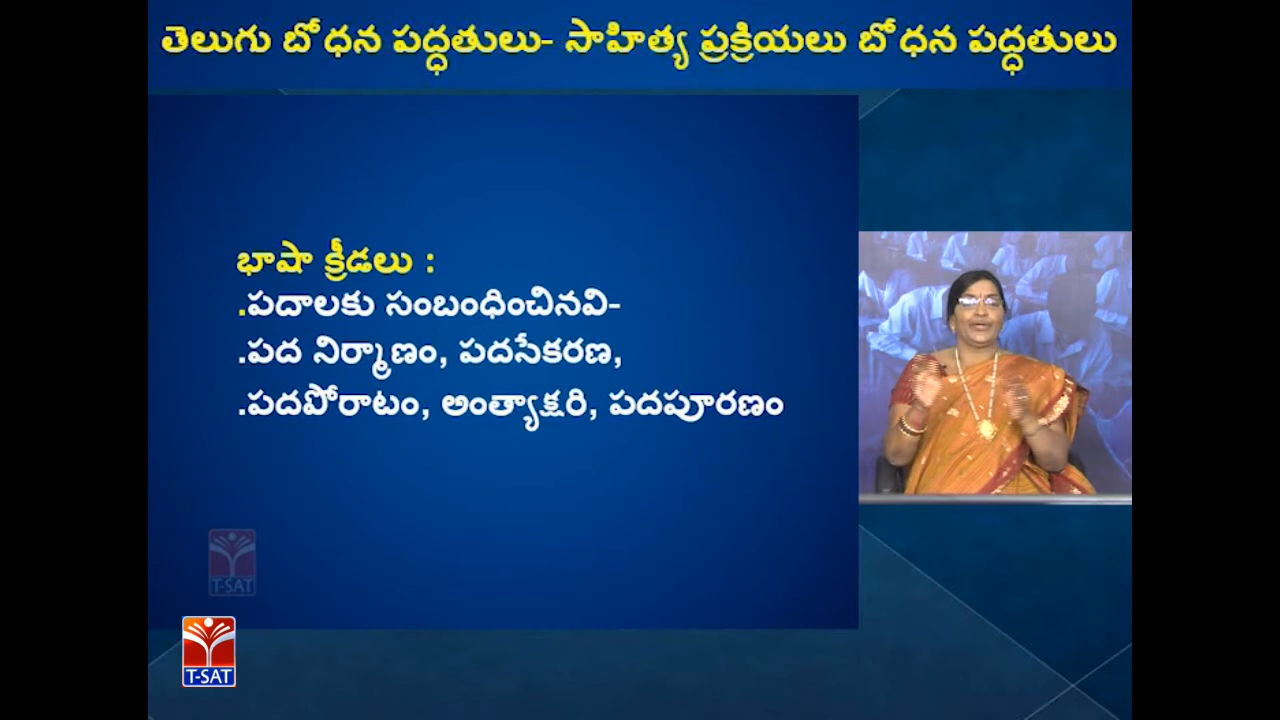 తెలుగు బోధన పద్ధతులు- సాహిత్య ప్రక్రియలు బోధన పద్ధతులు
భాషా క్రీడలు :
.పదాలకు సంబంధించినవి-
.పద నిర్మాణం, పదసేకరణ,
.పదపోరాటం, అంత్యాక్షరి, పదపూరణం
T-SAT
T-SAT